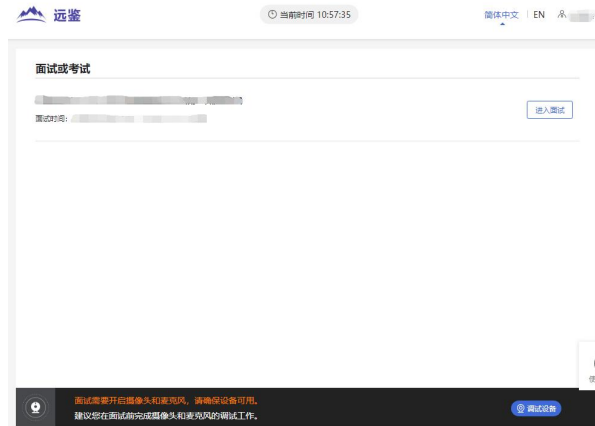 远鉴
当前时间 10:57:35
简体中文 EN
面试或考试
面试时间：
进入面试
面试需要开启摄像头和麦克风，请确保设备可用。
建议您在面试前完成摄像头和麦克风的调试工作。
调试设备